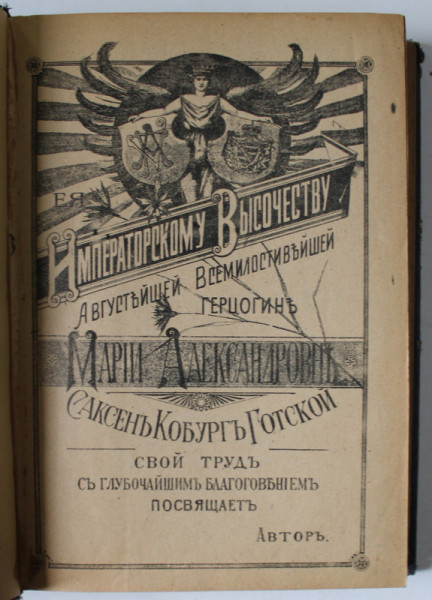 ЕЯ
ИМПЕРАТОРСКОМУ ВЫСОЧЕСТВУ
АВГУСТѢЙШЕЙ ВСЕМИЛОСТИВѢЙШЕЙ
ГЕРЦОГИНѢ
МАРІИ АЛЕКСАНДРОВНѢ
САКСЕНЪ КОБУРГЪ ГОТСКОЙ
СВОЙ ТРУДЪ
СЪ ГЛУБОЧАЙШИМЪ БЛАГОГОВѢНІЕМЪ
ПОСВЯЩАЕТЪ
АВТОРЪ.